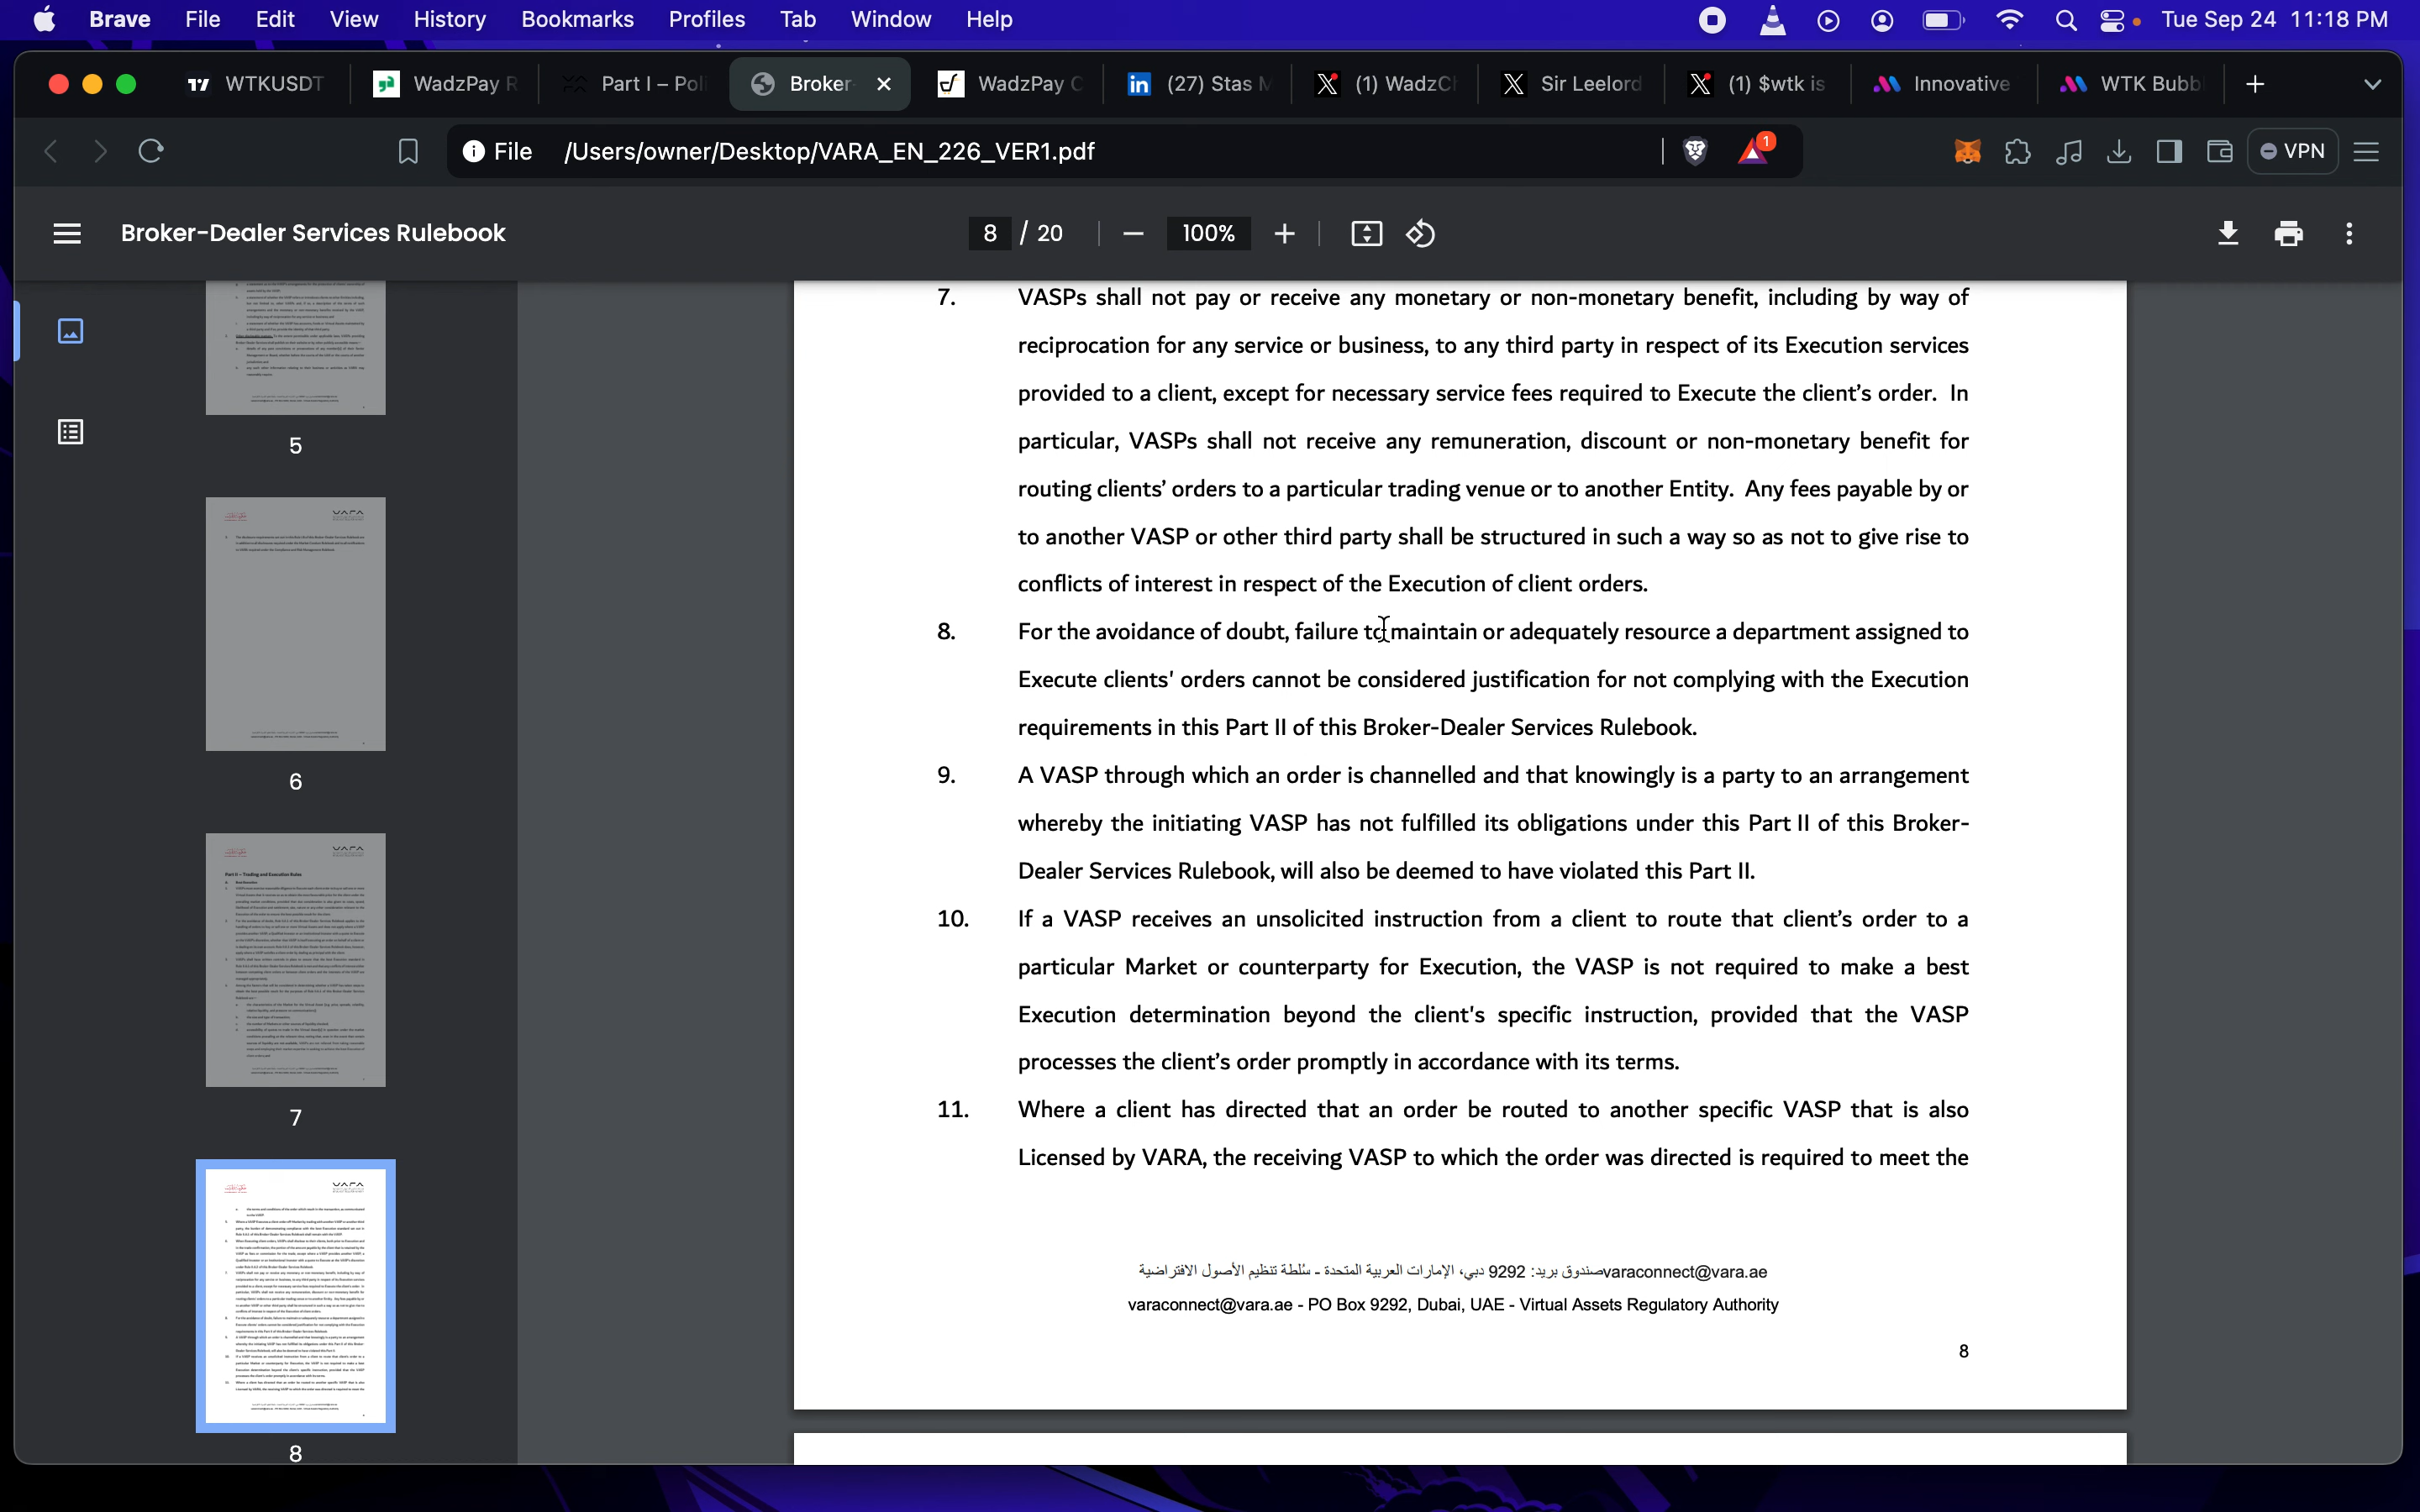 Brave File Edit View History Bookmarks Profiles Tab Window Help Tue Sep 24 11:18 PM
WTKUSDT WadzPay R Part I – Poli Broker- WadzPay C (27) Stas M (1) WadzCh Sir Leelord (1) $wtk is Innovative WTK Bubb
File /Users/owner/Desktop/VARA_EN_226_VER1.pdf 1 VPN
Broker-Dealer Services Rulebook 8 / 20 100%
5
6
Part II – Trading and Execution Rules
7
8
7. VASPs shall not pay or receive any monetary or non-monetary benefit, including by way of
reciprocation for any service or business, to any third party in respect of its Execution services
provided to a client, except for necessary service fees required to Execute the client’s order. In
particular, VASPs shall not receive any remuneration, discount or non-monetary benefit for
routing clients’ orders to a particular trading venue or to another Entity. Any fees payable by or
to another VASP or other third party shall be structured in such a way so as not to give rise to
conflicts of interest in respect of the Execution of client orders.
8. For the avoidance of doubt, failure to maintain or adequately resource a department assigned to
Execute clients' orders cannot be considered justification for not complying with the Execution
requirements in this Part II of this Broker-Dealer Services Rulebook.
9. A VASP through which an order is channelled and that knowingly is a party to an arrangement
whereby the initiating VASP has not fulfilled its obligations under this Part II of this Broker-
Dealer Services Rulebook, will also be deemed to have violated this Part II.
10. If a VASP receives an unsolicited instruction from a client to route that client’s order to a
particular Market or counterparty for Execution, the VASP is not required to make a best
Execution determination beyond the client's specific instruction, provided that the VASP
processes the client’s order promptly in accordance with its terms.
11. Where a client has directed that an order be routed to another specific VASP that is also
Licensed by VARA, the receiving VASP to which the order was directed is required to meet the
صندوق بريد: 9292 دبي، الإمارات العربية المتحدة - سُلطة تنظيم الأصول الافتراضية varaconnect@vara.ae
varaconnect@vara.ae - PO Box 9292, Dubai, UAE - Virtual Assets Regulatory Authority
8